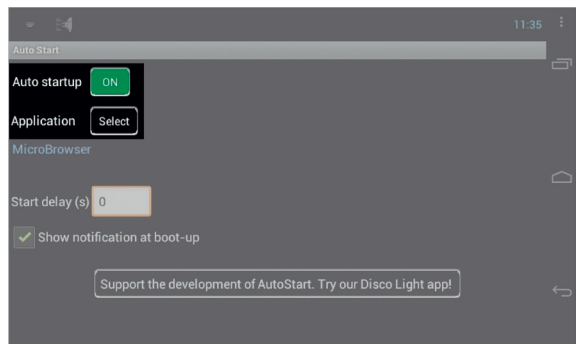 11:35
Auto Start
Auto startup ON
Application Select
MicroBrowser
Start delay (s) 0
Show notification at boot-up
Support the development of AutoStart. Try our Disco Light app!